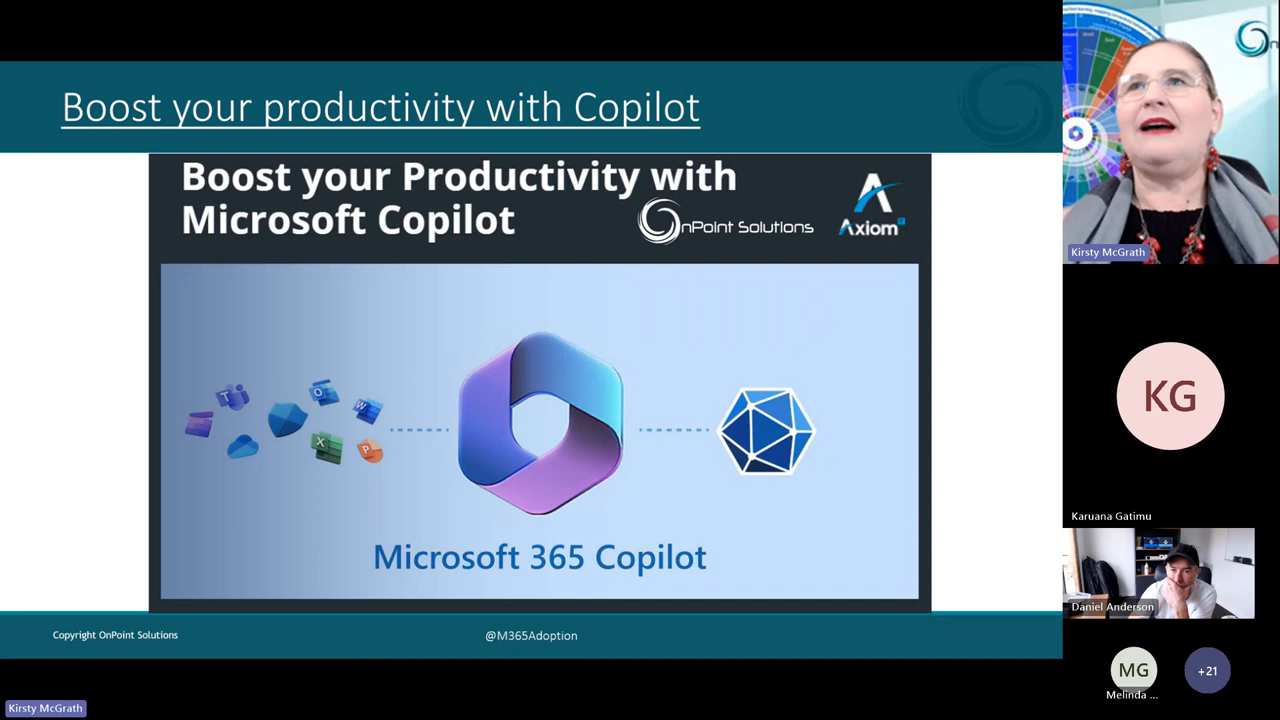 Boost your productivity with Copilot
Boost your Productivity with
Microsoft Copilot
nPoint Solutions
Axiom
T
O
W
X
P
Microsoft 365 Copilot
Copyright OnPoint Solutions
@M365Adoption
Kirsty McGrath
Kirsty McGrath
KG
Karuana Gatimu
Daniel Anderson
MG
Melinda ...
+21